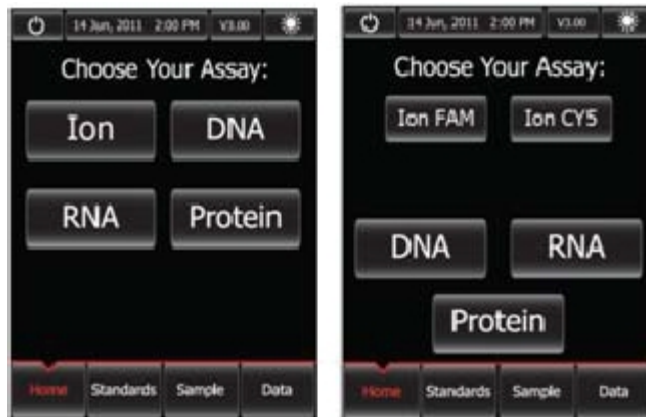 14 Jun, 2011 2:00 PM V3.00
Choose Your Assay:
Ion DNA
RNA Protein
Home Standards Sample Data
14 Jun, 2011 2:00 PM V3.00
Choose Your Assay:
Ion FAM Ion CY5
DNA RNA
Protein
Home Standards Sample Data